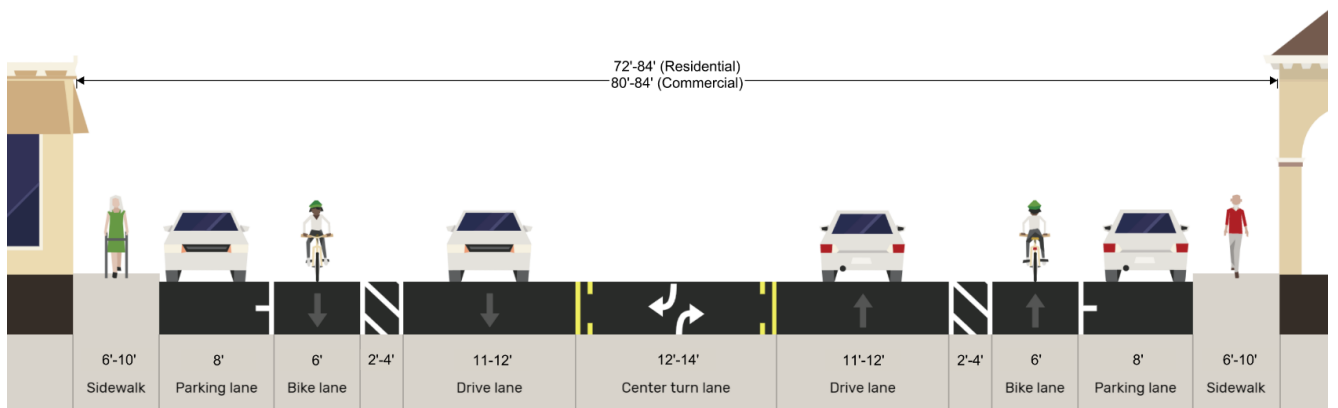 72'-84' (Residential)
80'-84' (Commercial)
6'-10' 8' 6' 2'-4' 11-12' 12'-14' 11'-12' 2'-4' 6' 8' 6'-10'
Sidewalk Parking lane Bike lane Drive lane Center turn lane Drive lane Bike lane Parking lane Sidewalk